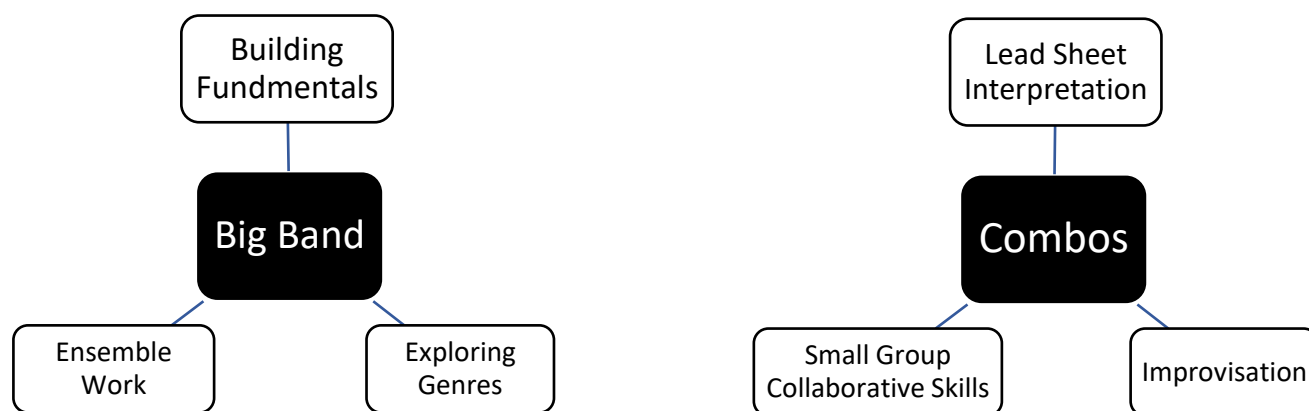 Building
Fundmentals
Big Band
Ensemble
Work
Exploring
Genres
Lead Sheet
Interpretation
Combos
Small Group
Collaborative Skills
Improvisation